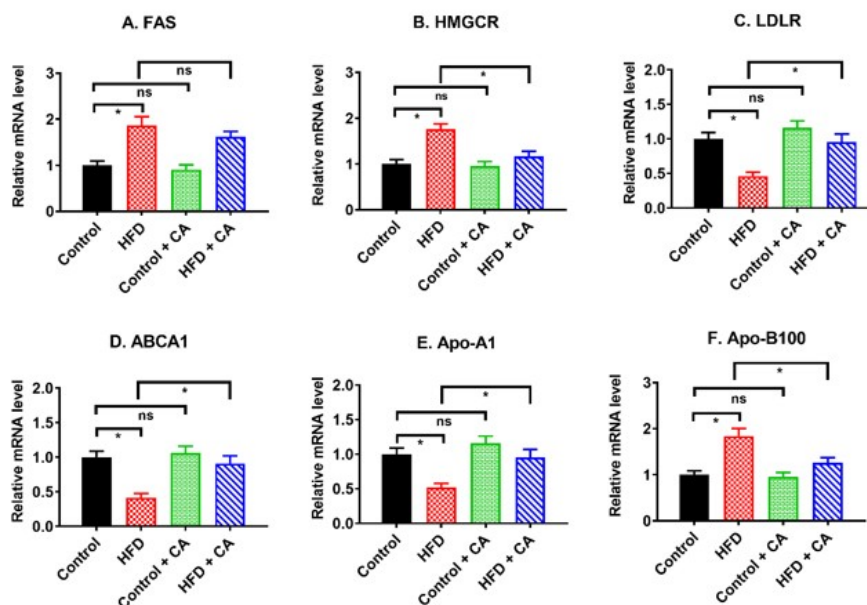 A. FAS
Relative mRNA level
3
2
1
0
ns
ns
*
Control
HFD
Control + CA
HFD + CA
B. HMGCR
Relative mRNA level
3
2
1
0
*
ns
*
Control
HFD
Control + CA
HFD + CA
C. LDLR
Relative mRNA level
2.0
1.5
1.0
0.5
0.0
*
ns
*
Control
HFD
Control + CA
HFD + CA
D. ABCA1
Relative mRNA level
2.0
1.5
1.0
0.5
0.0
*
ns
*
Control
HFD
Control + CA
HFD + CA
E. Apo-A1
Relative mRNA level
2.0
1.5
1.0
0.5
0.0
*
ns
*
Control
HFD
Control + CA
HFD + CA
F. Apo-B100
Relative mRNA level
3
2
1
0
*
ns
*
Control
HFD
Control + CA
HFD + CA